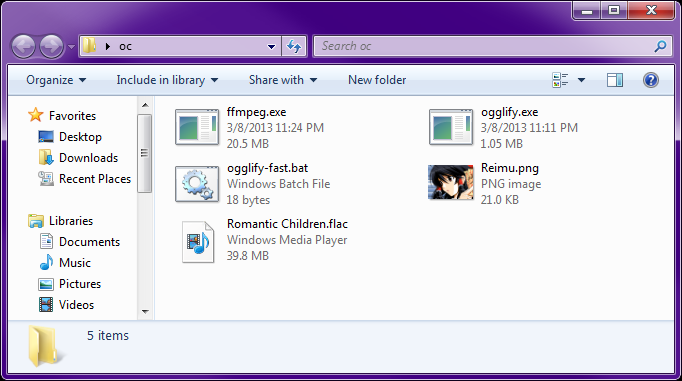 oc
Search oc
Organize
Include in library
Share with
New folder
Favorites
Desktop
Downloads
Recent Places
Libraries
Documents
Music
Pictures
Videos
ffmpeg.exe
3/8/2013 11:24 PM
20.5 MB
ogglify.exe
3/8/2013 11:11 PM
1.05 MB
ogglify-fast.bat
Windows Batch File
18 bytes
Reimu.png
PNG image
21.0 KB
Romantic Children.flac
Windows Media Player
39.8 MB
5 items